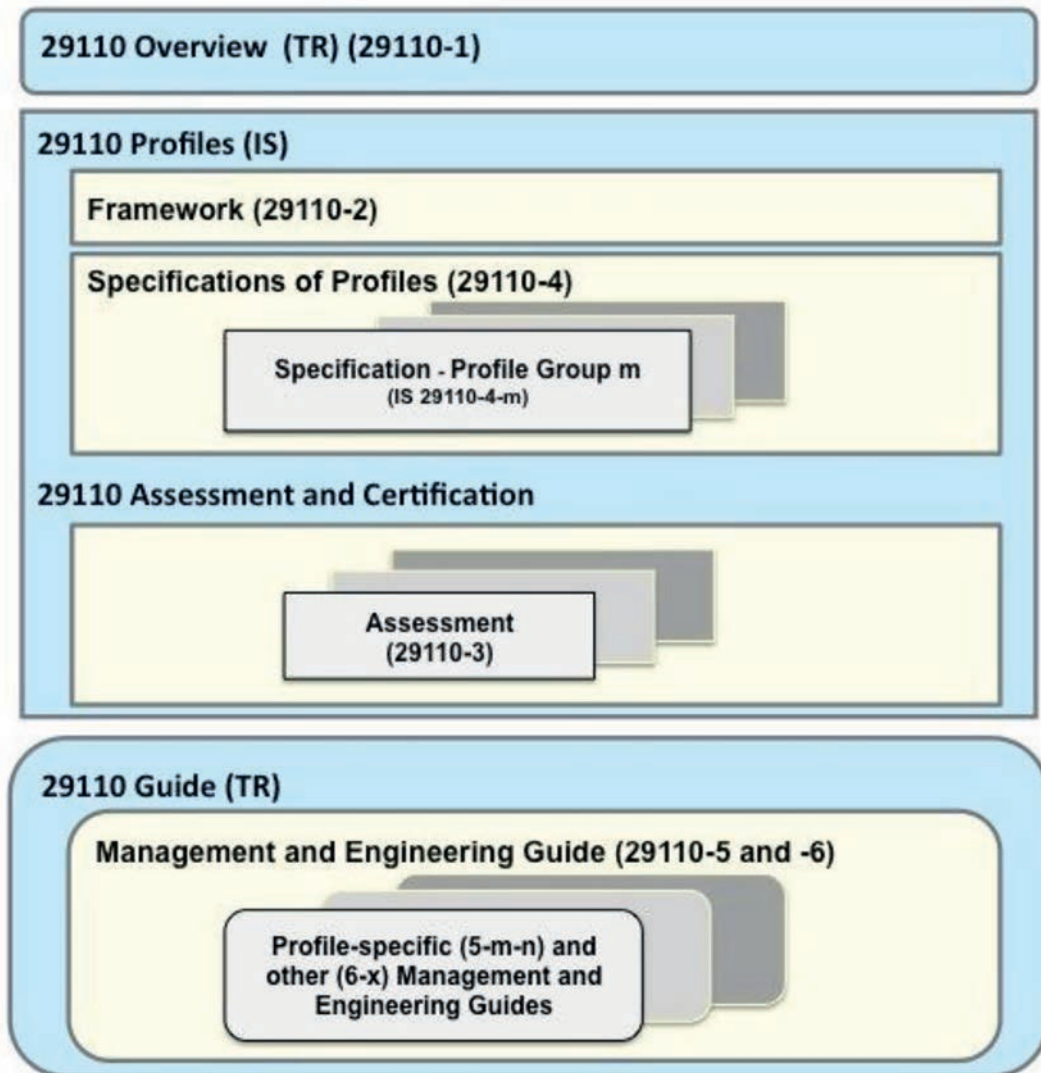 29110 Overview (TR) (29110-1)
29110 Profiles (IS)
Framework (29110-2)
Specifications of Profiles (29110-4)
Specification - Profile Group m
(IS 29110-4-m)
29110 Assessment and Certification
Assessment
(29110-3)
29110 Guide (TR)
Management and Engineering Guide (29110-5 and -6)
Profile-specific (5-m-n) and
other (6-x) Management and
Engineering Guides